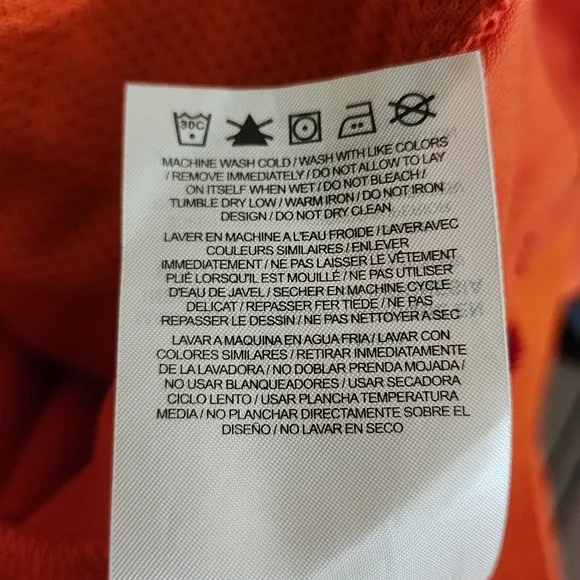 30C
MACHINE WASH COLD / WASH WITH LIKE COLORS
/ REMOVE IMMEDIATELY / DO NOT ALLOW TO LAY
ON ITSELF WHEN WET / DO NOT BLEACH /
TUMBLE DRY LOW / WARM IRON / DO NOT IRON
DESIGN / DO NOT DRY CLEAN
LAVER EN MACHINE A L'EAU FROIDE / LAVER AVEC
COULEURS SIMILAIRES / ENLEVER
IMMEDIATEMENT / NE PAS LAISSER LE VÊTEMENT
PLIÉ LORSQU'IL EST MOUILLÉ / NE PAS UTILISER
D'EAU DE JAVEL / SECHER EN MACHINE CYCLE
DELICAT / REPASSER FER TIEDE / NE PAS
REPASSER LE DESSIN / NE PAS NETTOYER A SEC
LAVAR A MAQUINA EN AGUA FRIA / LAVAR CON
COLORES SIMILARES / RETIRAR INMEDIATAMENTE
DE LA LAVADORA / NO DOBLAR PRENDA MOJADA /
NO USAR BLANQUEADORES / USAR SECADORA
CICLO LENTO / USAR PLANCHA TEMPERATURA
MEDIA / NO PLANCHAR DIRECTAMENTE SOBRE EL
DISEÑO / NO LAVAR EN SECO